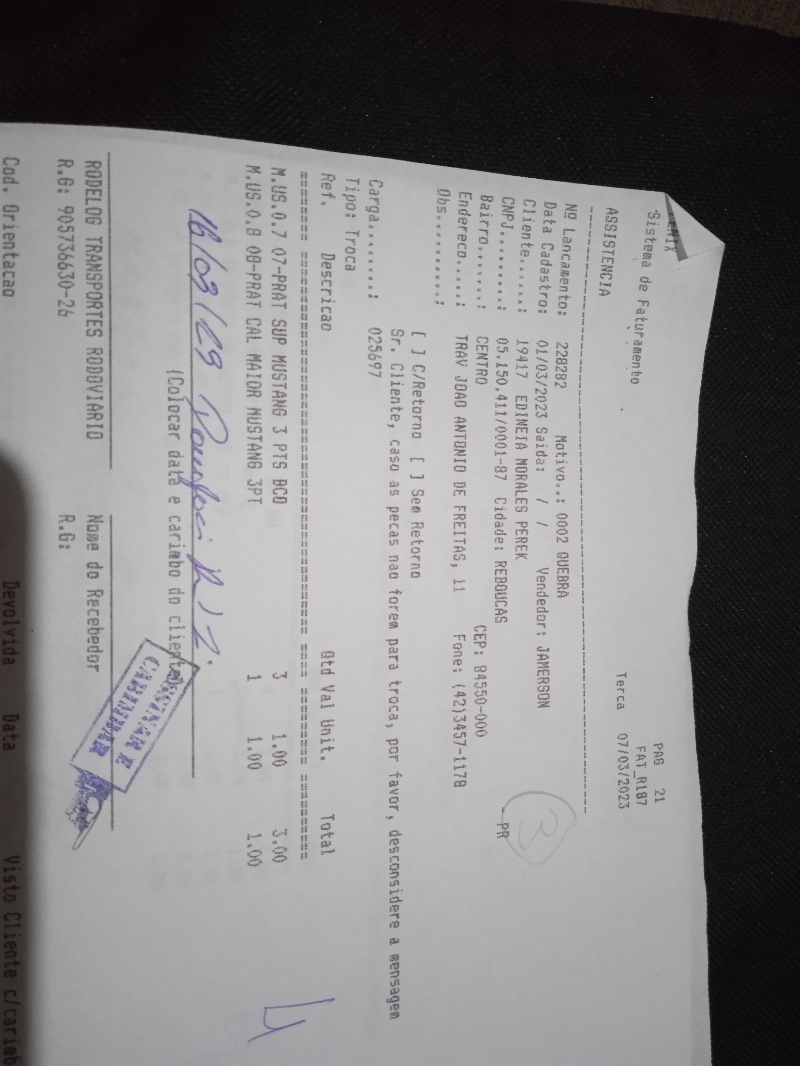 PAG 21
Sistema de Faturamento FAT_R187
Terca 07/03/2023
ASSISTENCIA
------------------------------------------------------------
Nº Lancamento: 228282 Motivo..: 0002 QUEBRA
Data Cadastro: 01/03/2023 Saida: / / Vendedor: JAMERSON
Cliente......: 19417 EDINEIA MORALES PEREK
CNPJ.........: 05.150.411/0001-87 Cidade: REBOUCAS - PR
Bairro.......: CENTRO CEP: 84550-000
Endereco.....: TRAV JOAO ANTONIO DE FREITAS, 11 Fone: (42)3457-1178
Obs..........:
3
[ ] C/Retorno [ ] Sem Retorno
Sr. Cliente, caso as pecas nao forem para troca, por favor, desconsidere a mensagem
Carga........: 025697
Tipo: Troca
Ref. Descricao Qtd Val Unit. Total
======== ================================ ==== ========= ==========
M.US.0.7 07-PRAT SUP MUSTANG 3 PTS BCO 3 1.00 3.00
M.US.0.8 08-PRAT CAL MAIOR MUSTANG 3PT 1 1.00 1.00
4
(Colocar data e carimbo do cliente)
CARIMBAR
RODELOG TRANSPORTES RODOVIARIO Nome do Recebedor
R.G: 905736630-26 R.G:
Cod. Orientacao Devolvida Data Visto Cliente c/carimb